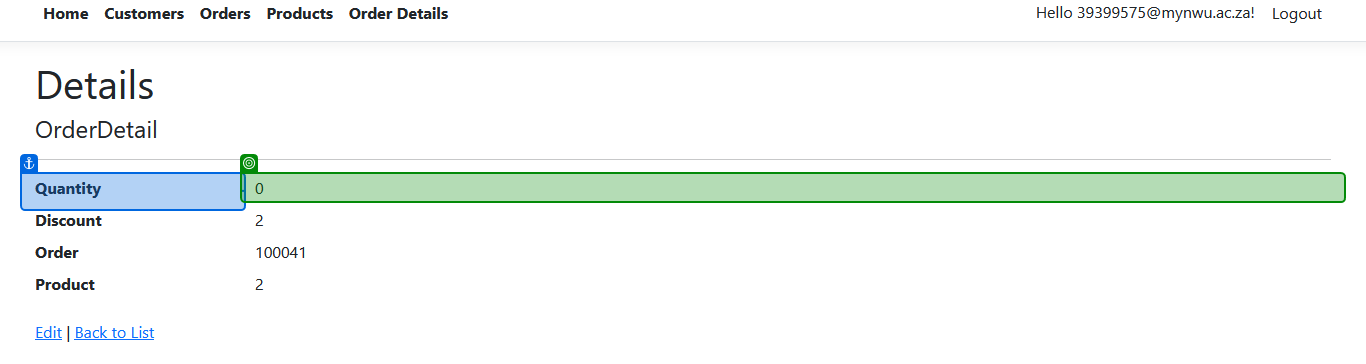 Home Customers Orders Products Order Details Hello 39399575@mynwu.ac.za! Logout
Details
OrderDetail
Quantity 0
Discount 2
Order 100041
Product 2
Edit | Back to List